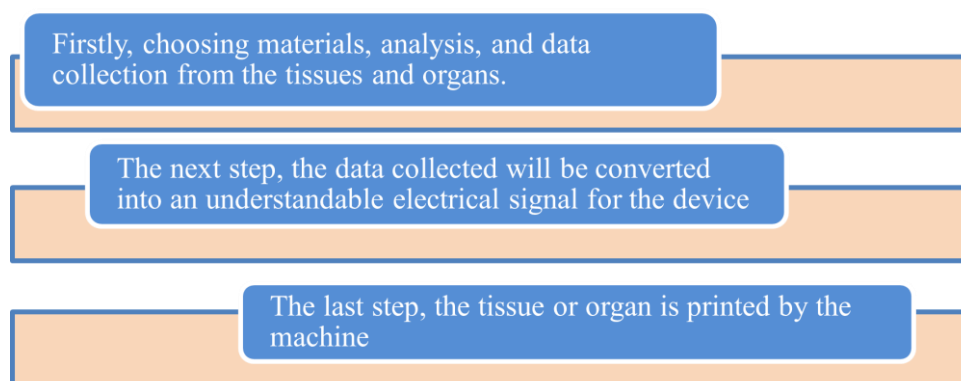 Firstly, choosing materials, analysis, and data
collection from the tissues and organs.
The next step, the data collected will be converted
into an understandable electrical signal for the device
The last step, the tissue or organ is printed by the
machine